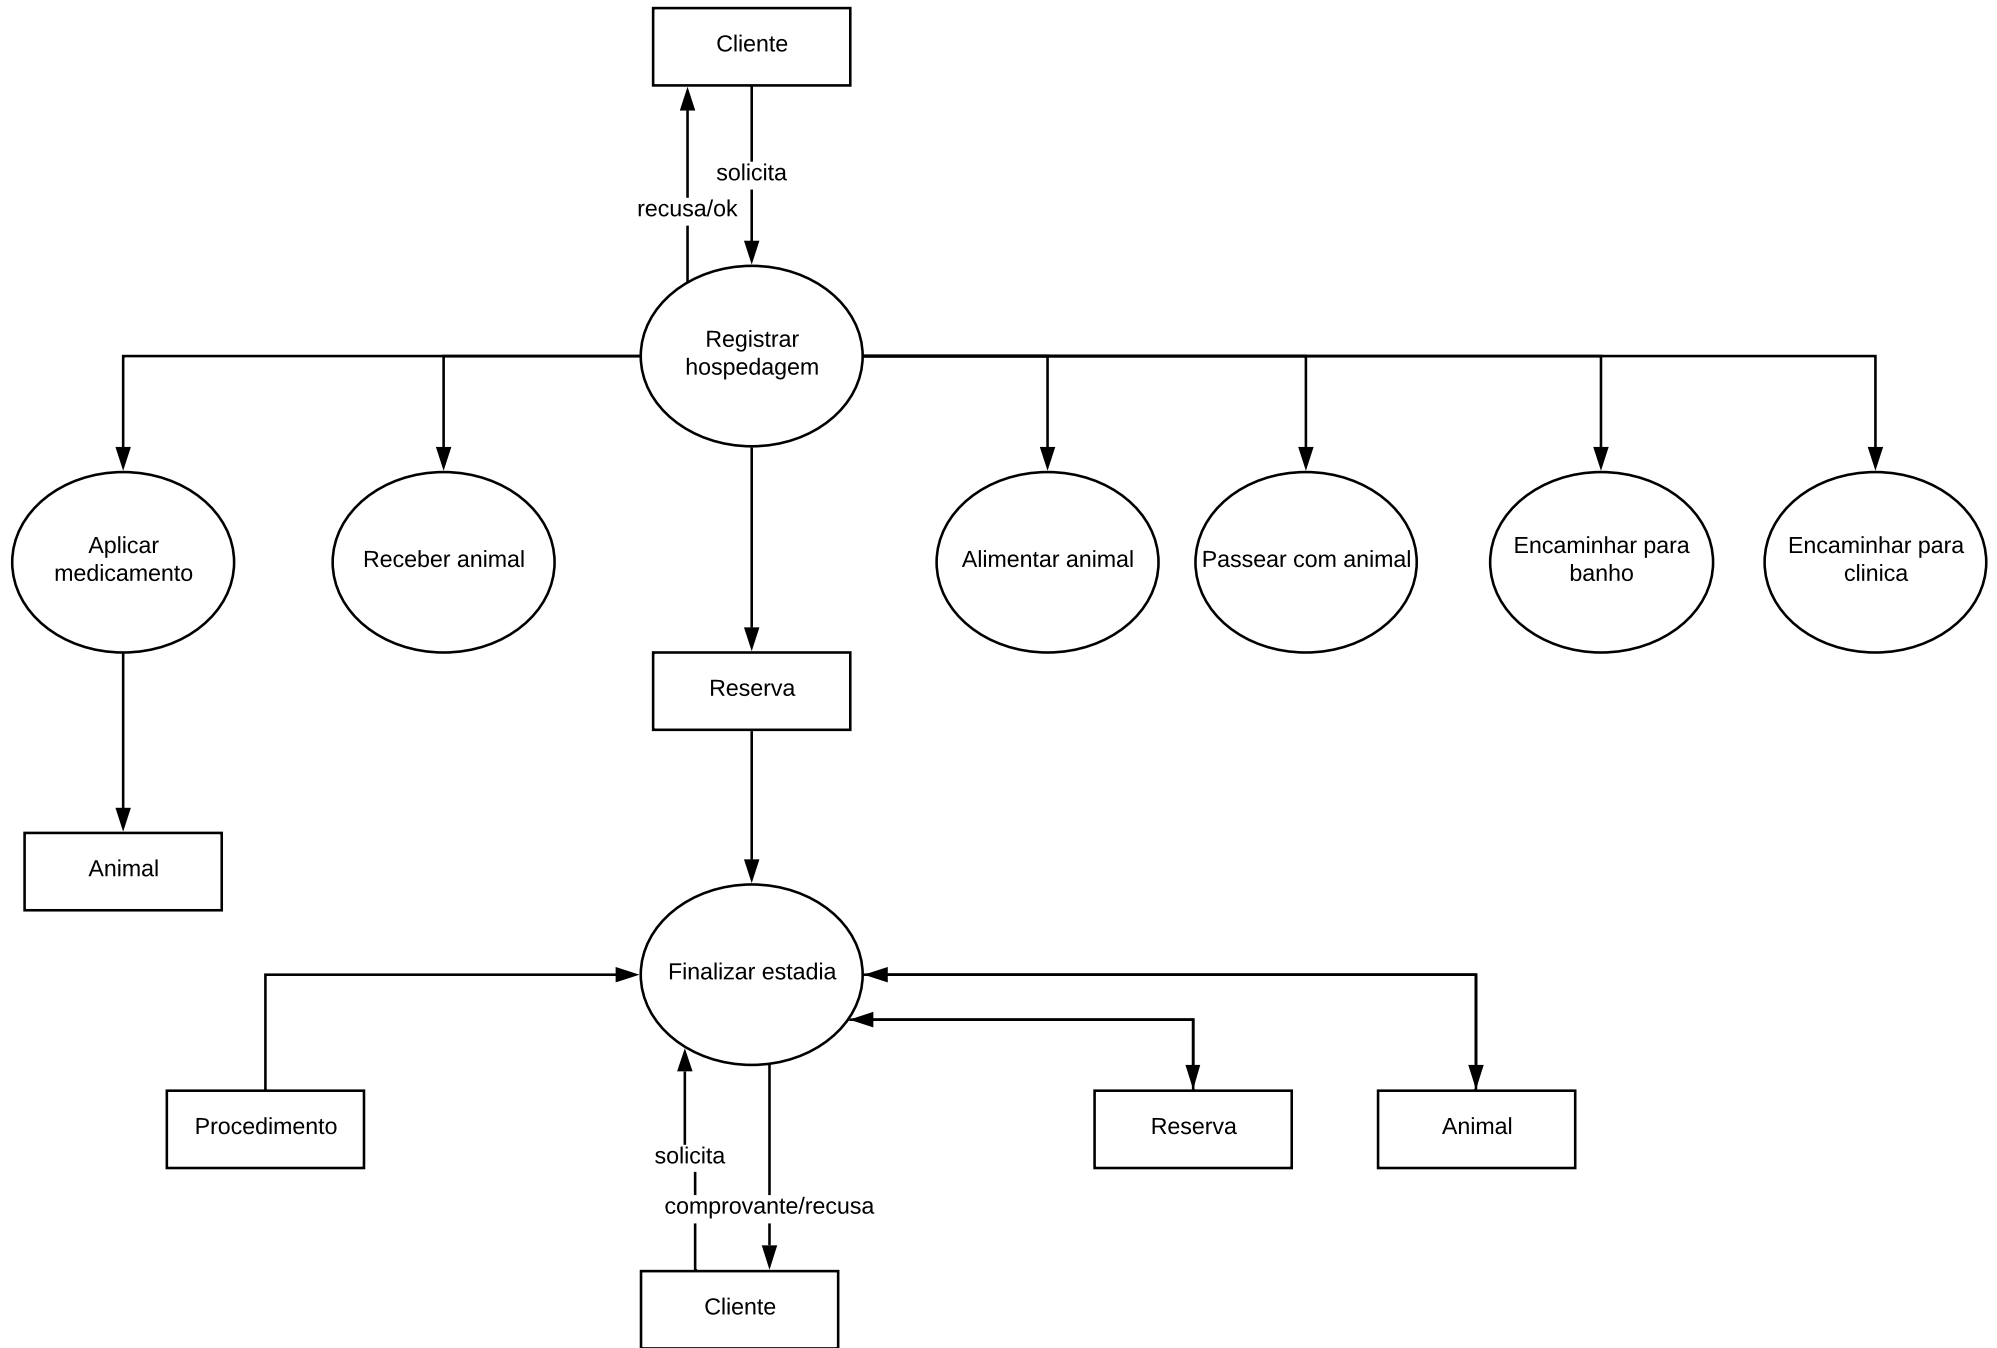 Cliente
solicita
recusa/ok
Registrar
hospedagem
Aplicar
medicamento
Receber animal
Alimentar animal
Passear com animal
Encaminhar para
banho
Encaminhar para
clinica
Reserva
Animal
Finalizar estadia
Procedimento
Reserva
Animal
solicita
comprovante/recusa
Cliente